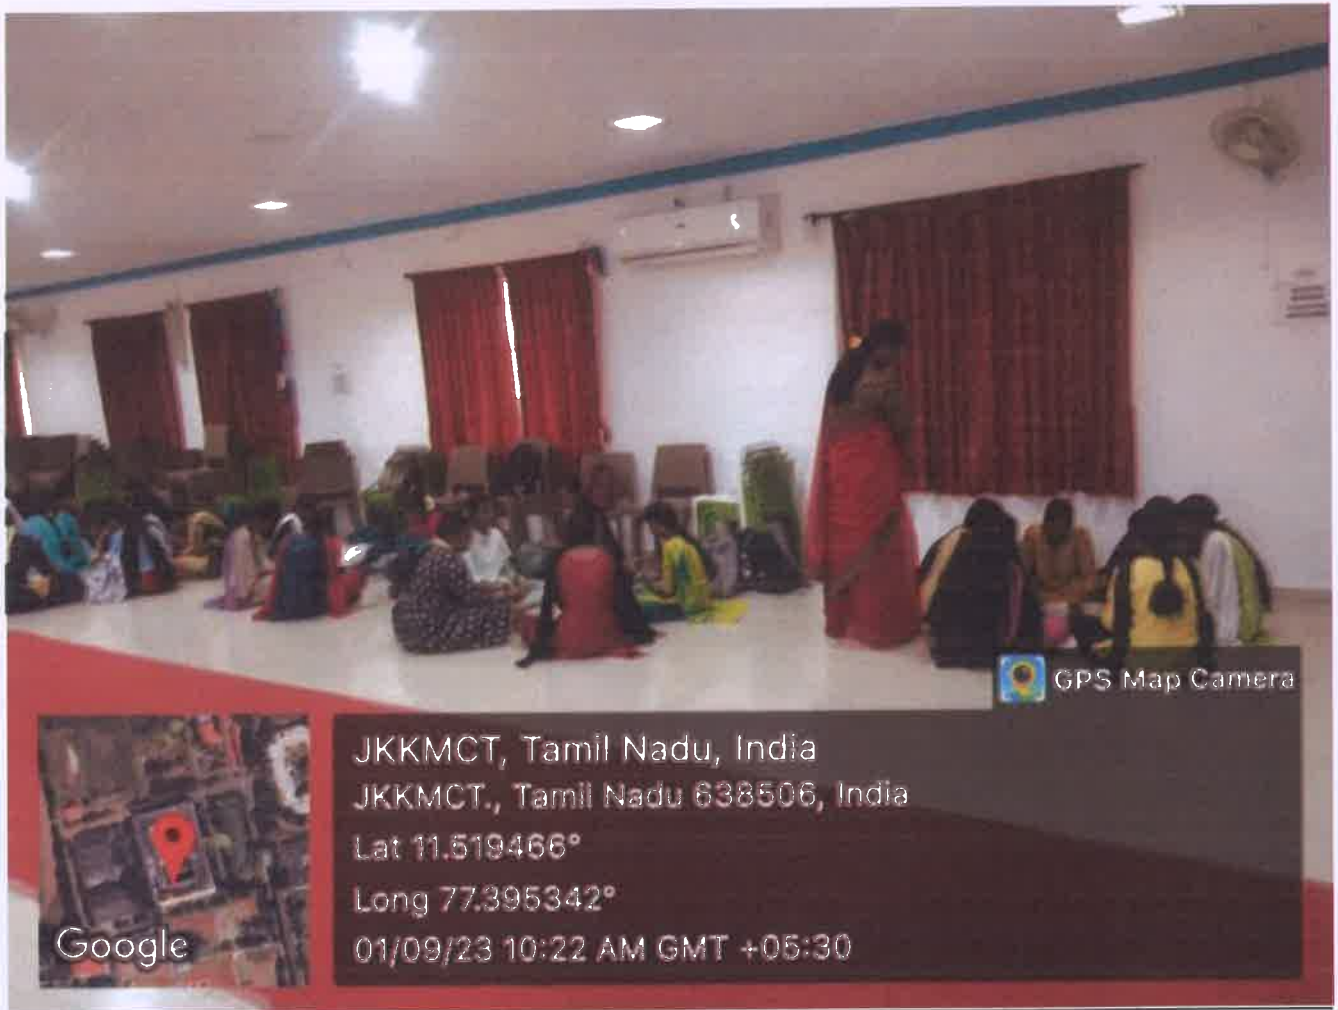 GPS Map Camera
JKKMCT, Tamil Nadu, India
JKKMCT., Tamil Nadu 638506, India
Lat 11.519466°
Long 77.395342°
01/09/23 10:22 AM GMT +05:30
Google